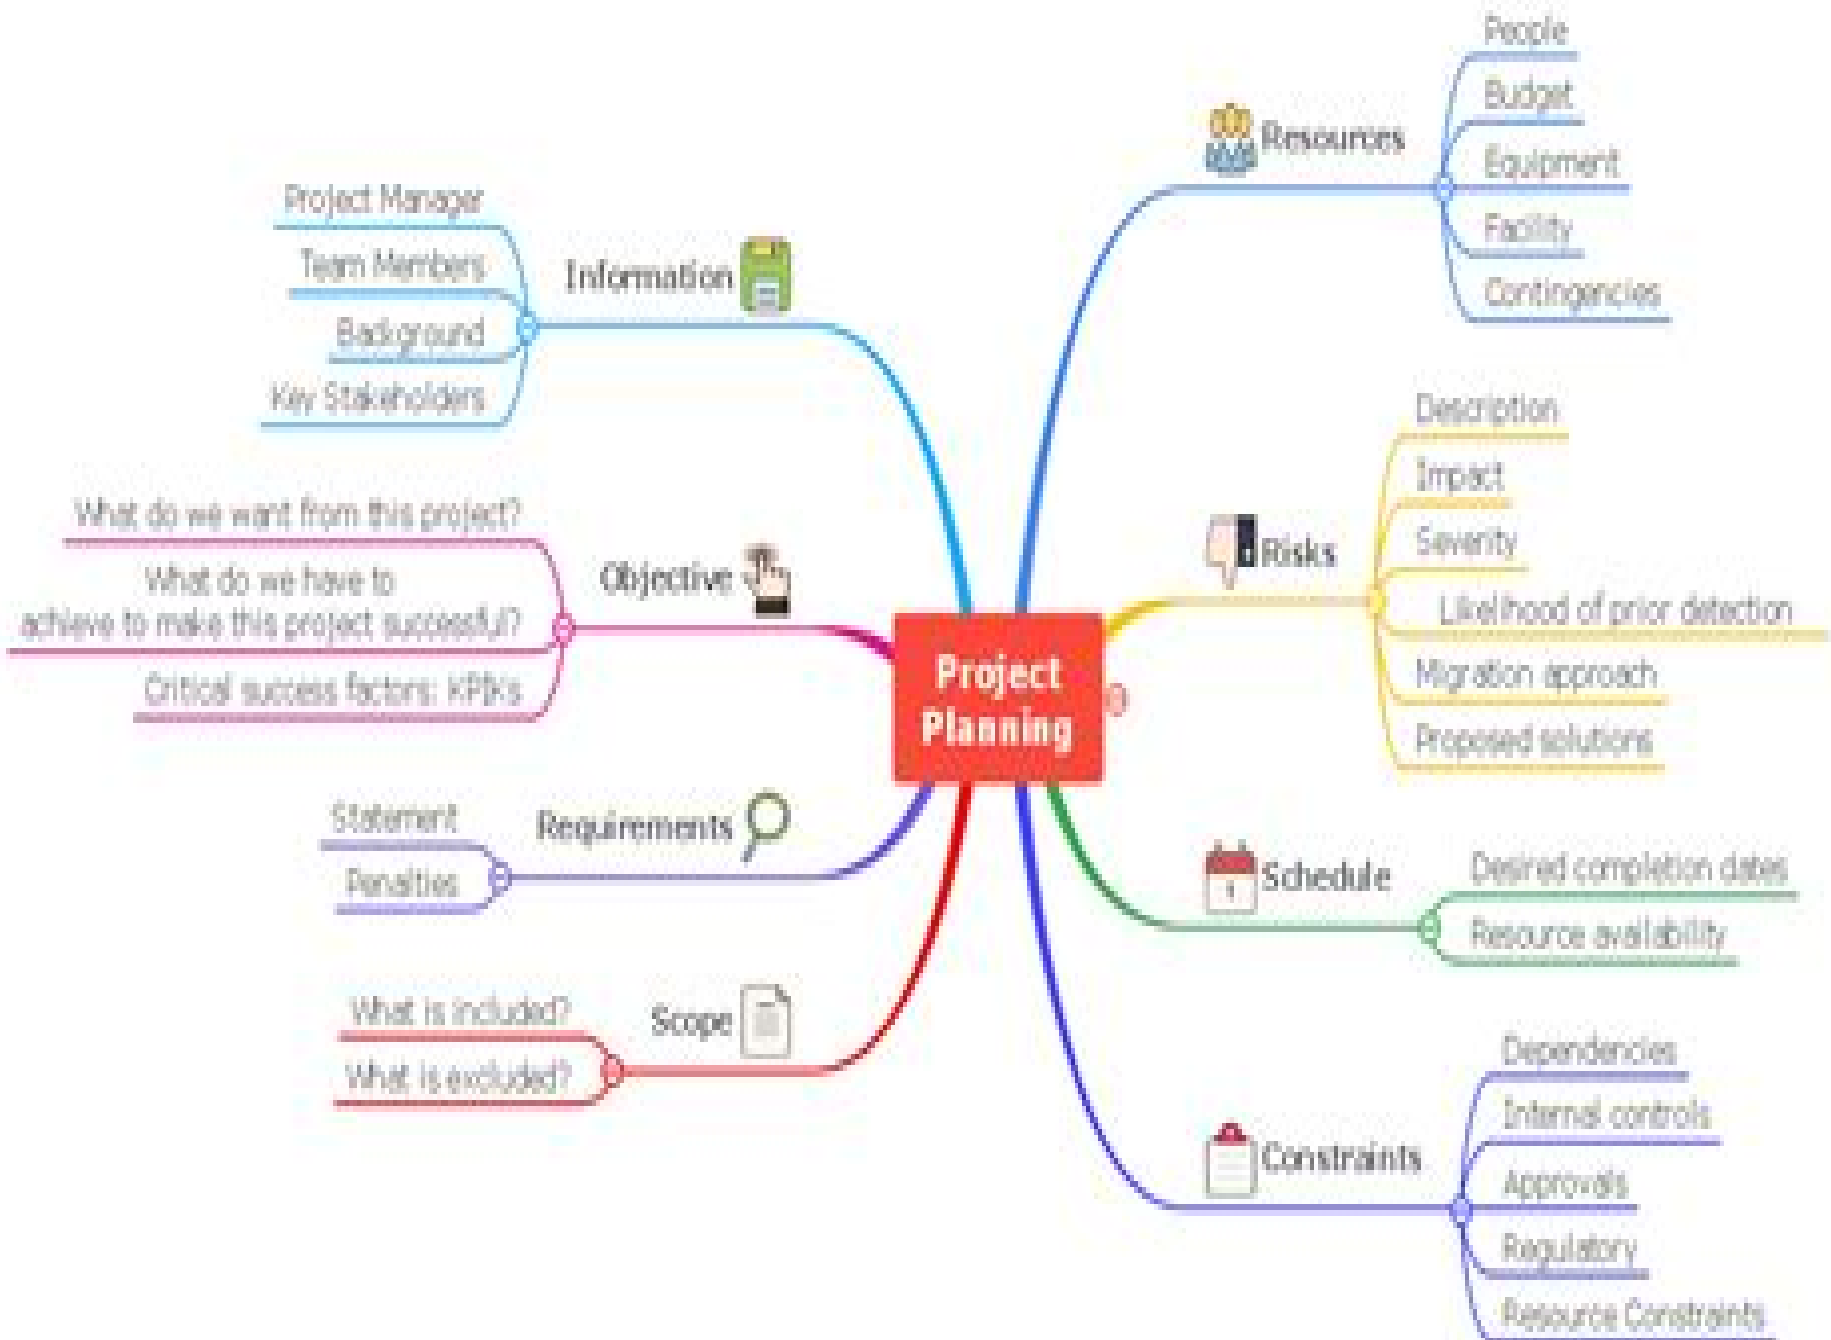 Project
Planning
Information
Project Manager
Team Members
Background
Key Stakeholders
Objective
What do we want from this project?
What do we have to
achieve to make this project successful?
Critical success factors: KPIK's
Requirements
Statement
Penalties
Scope
What is included?
What is excluded?
Resources
People
Budget
Equipment
Facility
Contingencies
Risks
Description
Impact
Severity
Likelihood of prior detection
Migration approach
Proposed solutions
Schedule
1
Desired completion dates
Resource availability
Constraints
Dependencies
Internal controls
Approvals
Regulatory
Resource Constraints